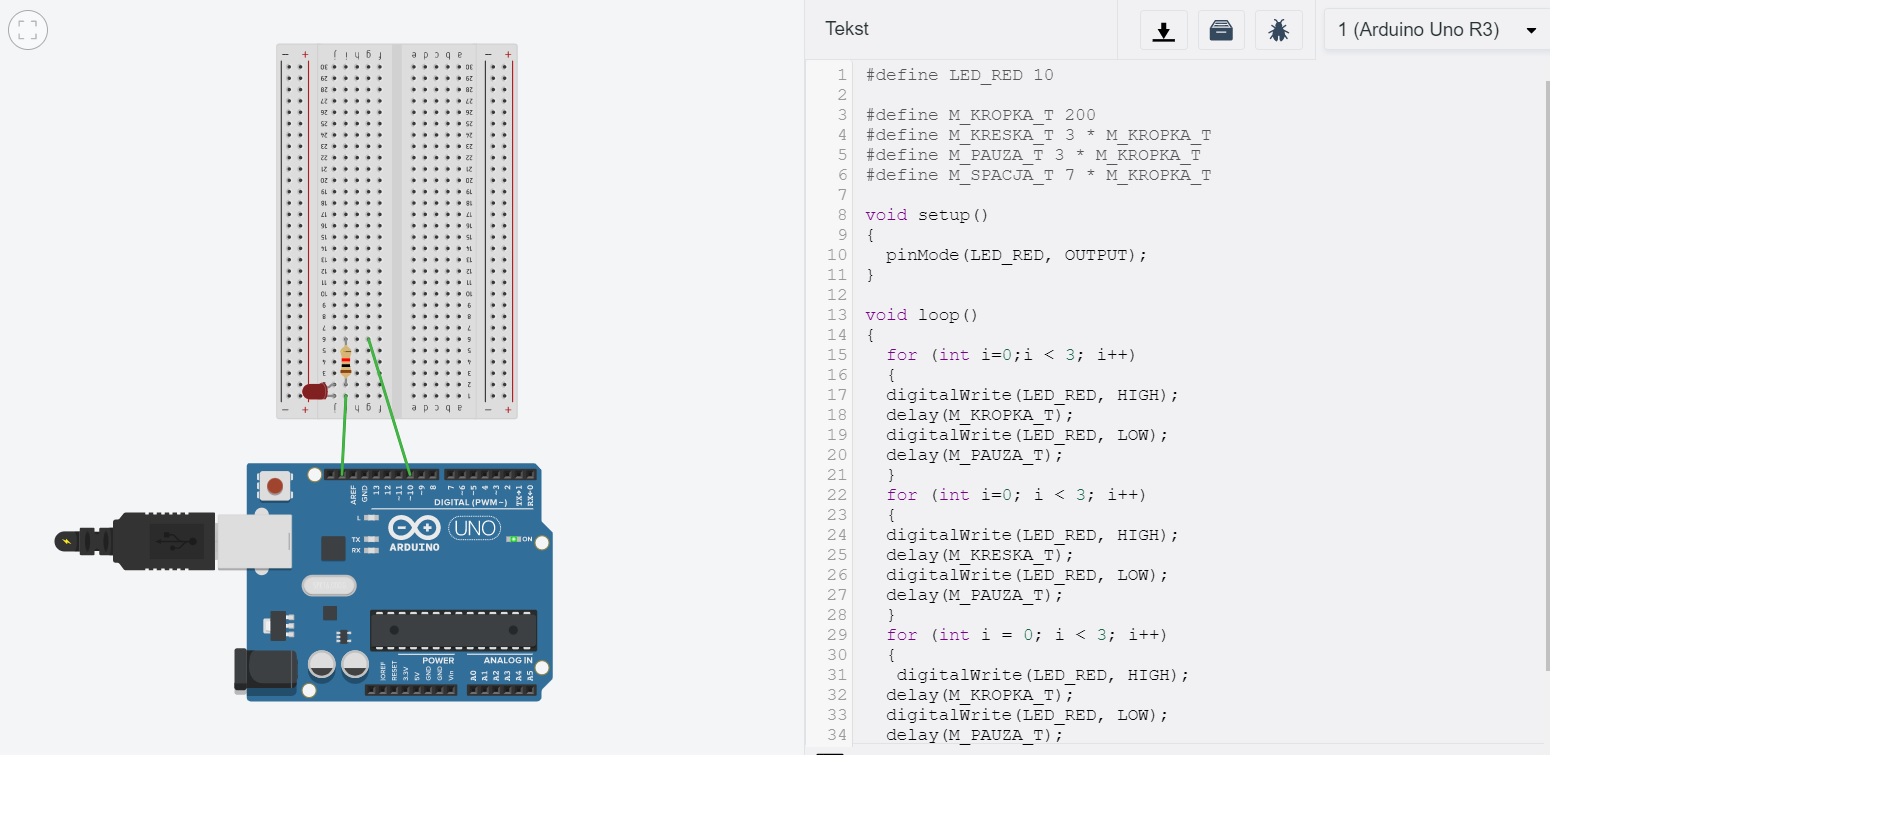 Tekst
1 (Arduino Uno R3)
1 #define LED_RED 10
2
3 #define M_KROPKA_T 200
4 #define M_KRESKA_T 3 * M_KROPKA_T
5 #define M_PAUZA_T 3 * M_KROPKA_T
6 #define M_SPACJA_T 7 * M_KROPKA_T
7
8 void setup()
9 {
10 pinMode(LED_RED, OUTPUT);
11 }
12
13 void loop()
14 {
15 for (int i=0;i < 3; i++)
16 {
17 digitalWrite(LED_RED, HIGH);
18 delay(M_KROPKA_T);
19 digitalWrite(LED_RED, LOW);
20 delay(M_PAUZA_T);
21 }
22 for (int i=0; i < 3; i++)
23 {
24 digitalWrite(LED_RED, HIGH);
25 delay(M_KRESKA_T);
26 digitalWrite(LED_RED, LOW);
27 delay(M_PAUZA_T);
28 }
29 for (int i = 0; i < 3; i++)
30 {
31 digitalWrite(LED_RED, HIGH);
32 delay(M_KROPKA_T);
33 digitalWrite(LED_RED, LOW);
34 delay(M_PAUZA_T);
AREF GND 13 12 ~11 ~10 ~9 8 7 ~6 ~5 4 ~3 2 TX→1 RX←0
DIGITAL (PWM~)
L
TX
RX
ARDUINO
UNO
ON
POWER
ANALOG IN
IOREF RESET 3.3V 5V GND GND Vin A0 A1 A2 A3 A4 A5